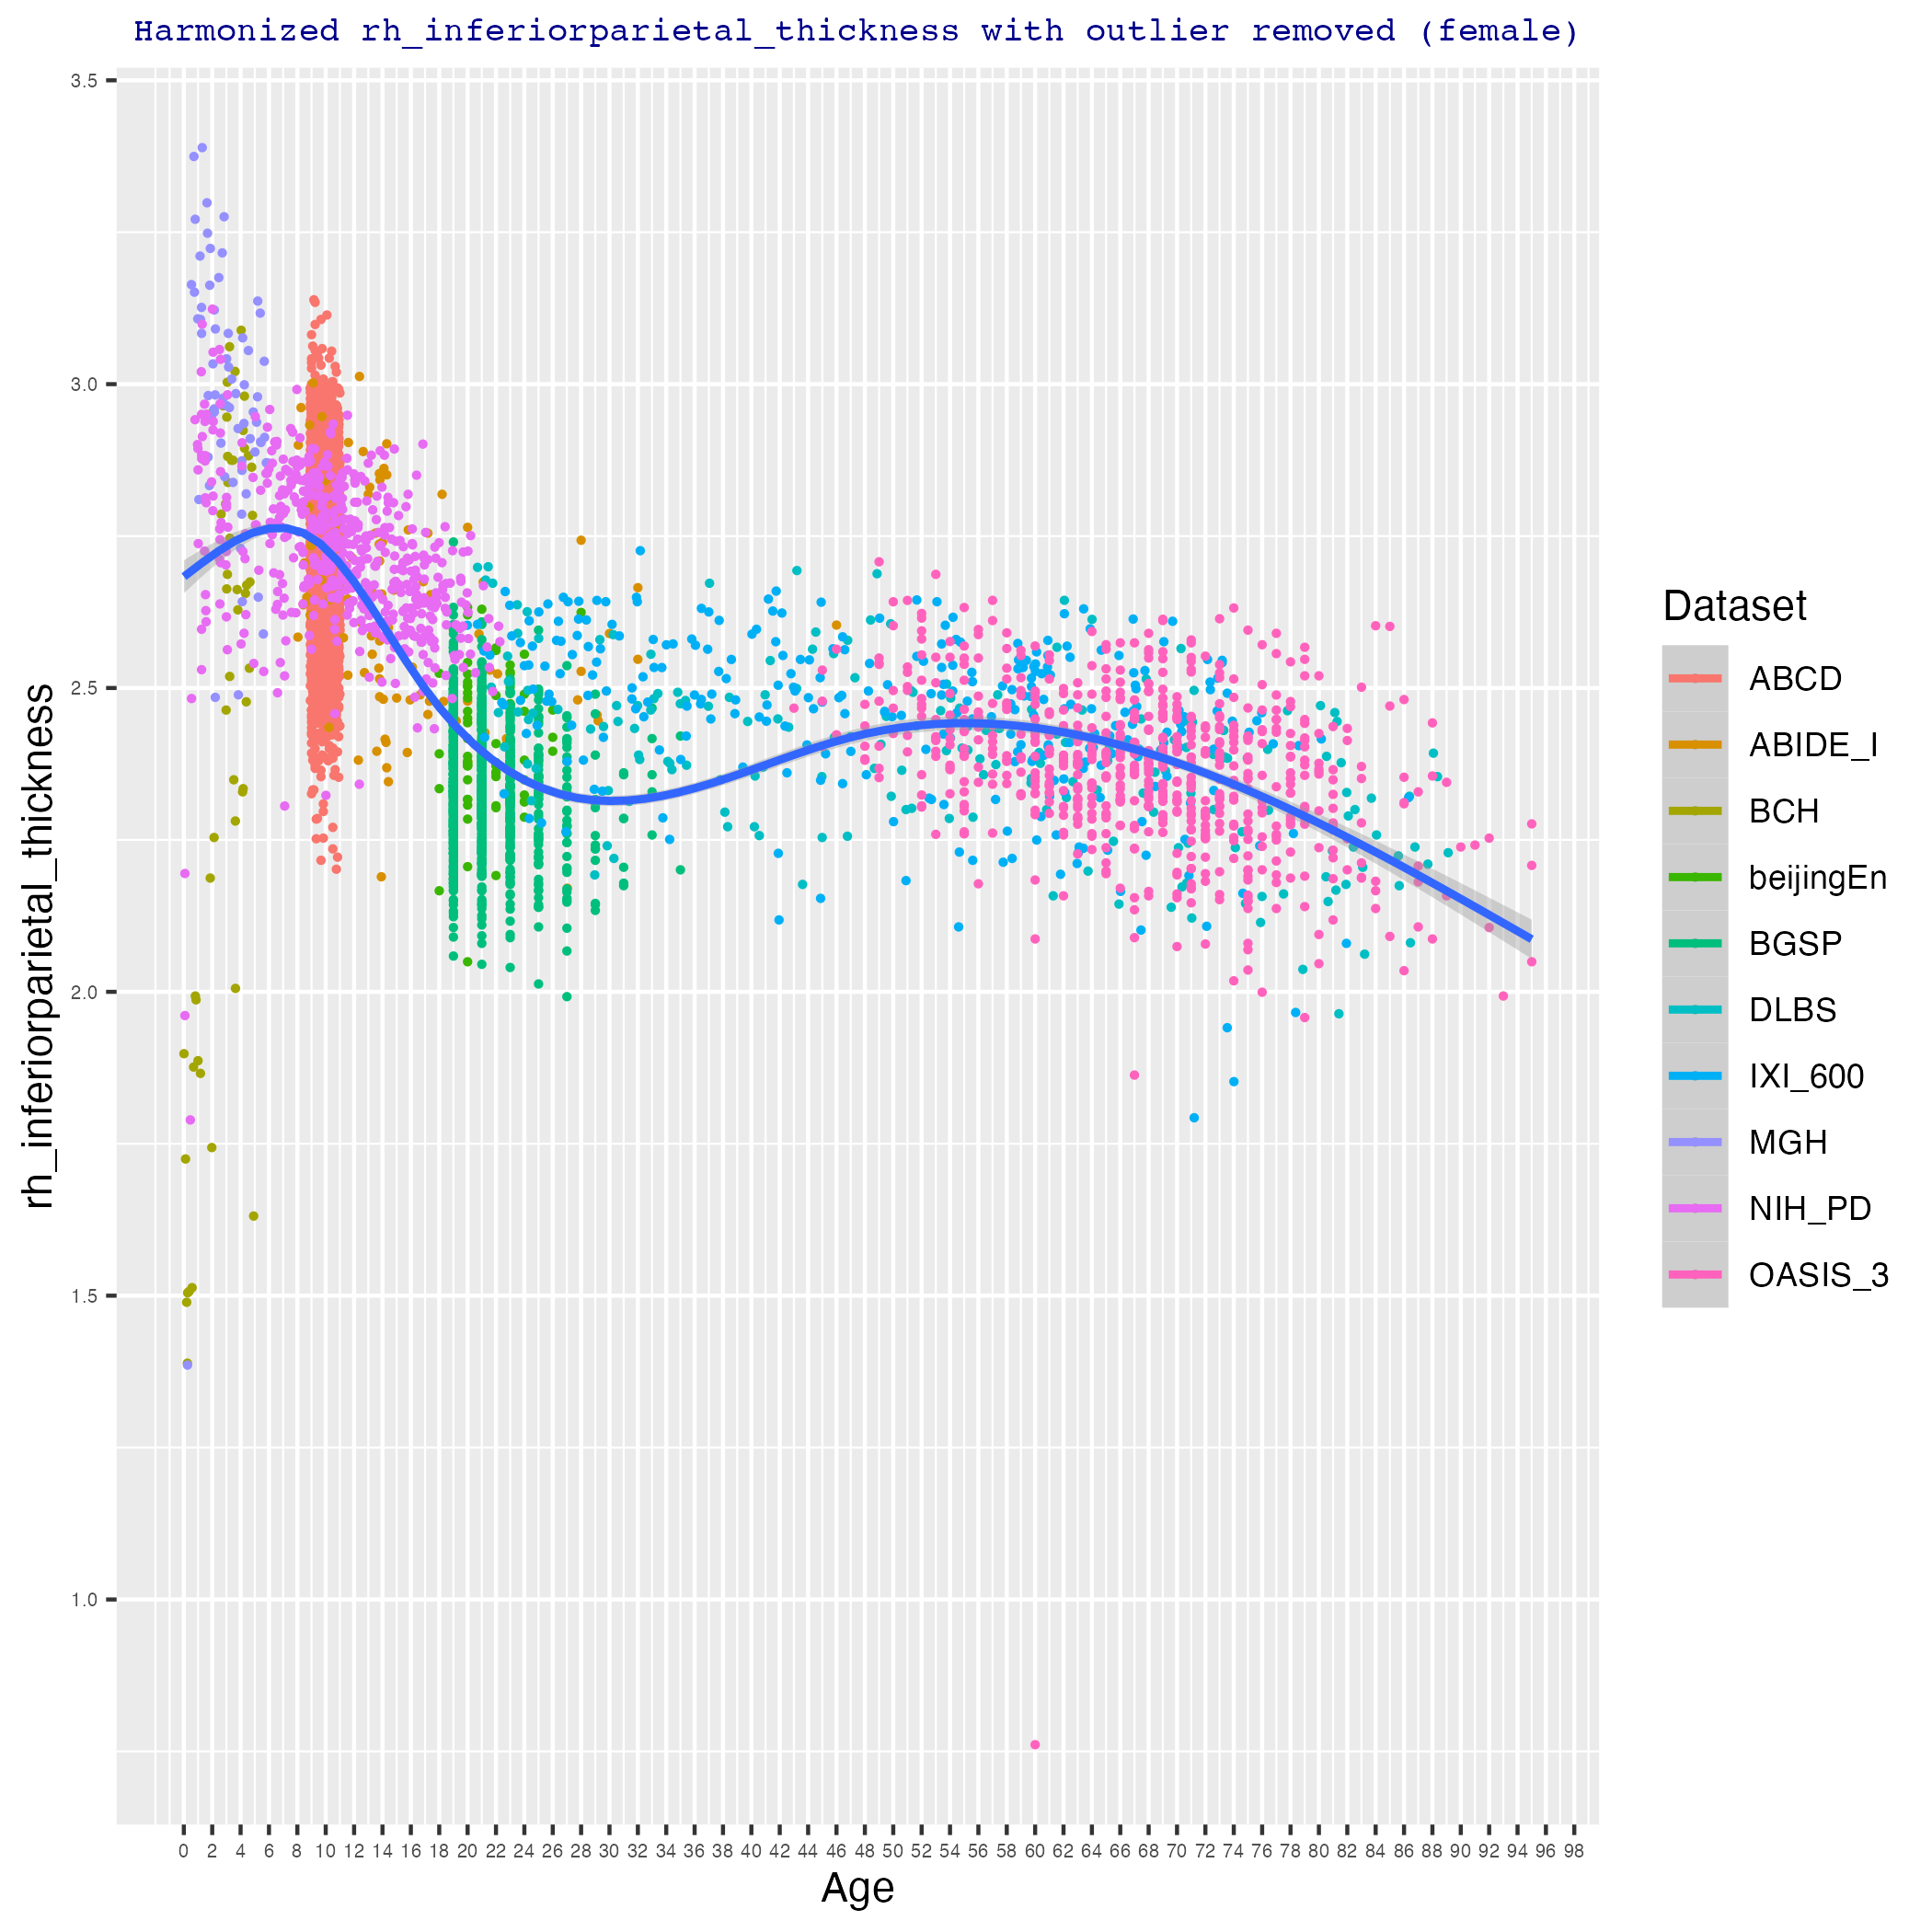 Harmonized rh_inferiorparietal_thickness with outlier removed (female)
rh_inferiorparietal_thickness
3.5
3.0
2.5
2.0
1.5
1.0
0 2 4 6 8 10 12 14 16 18 20 22 24 26 28 30 32 34 36 38 40 42 44 46 48 50 52 54 56 58 60 62 64 66 68 70 72 74 76 78 80 82 84 86 88 90 92 94 96 98
Age
Dataset
ABCD
ABIDE_I
BCH
beijingEn
BGSP
DLBS
IXI_600
MGH
NIH_PD
OASIS_3